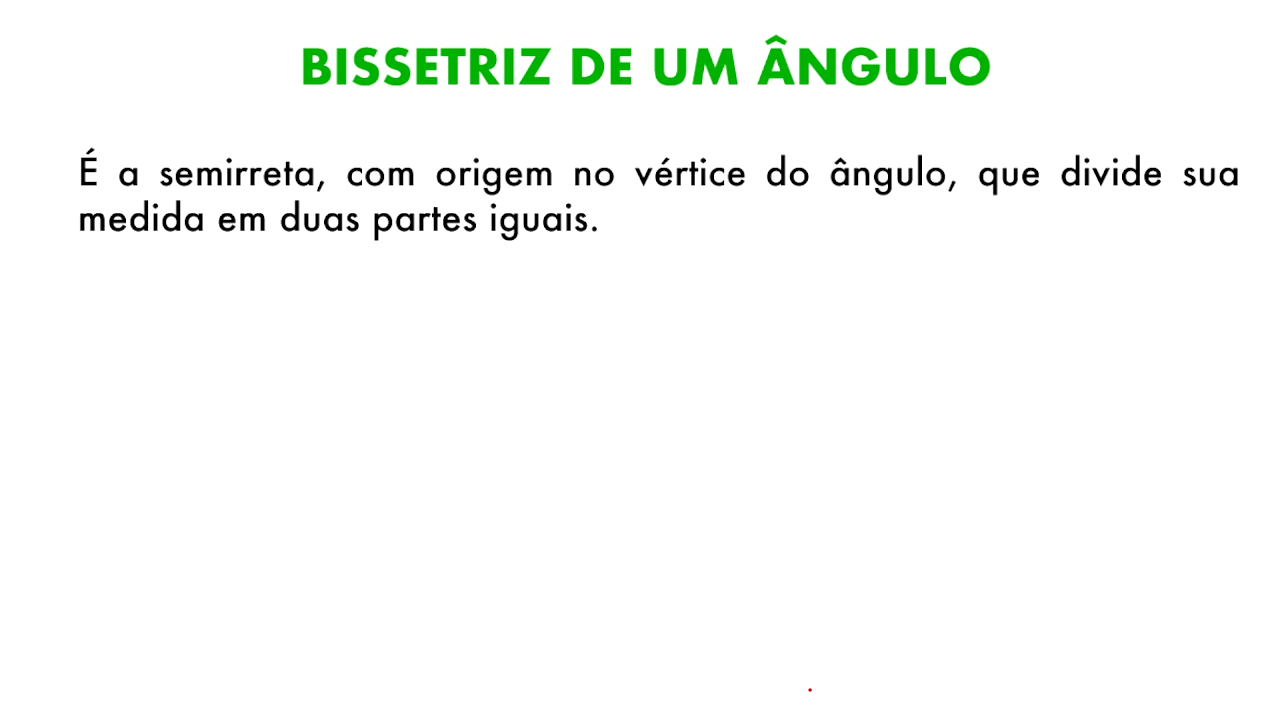 BISSETRIZ DE UM ÂNGULO
É a semirreta, com origem no vértice do ângulo, que divide sua
medida em duas partes iguais.